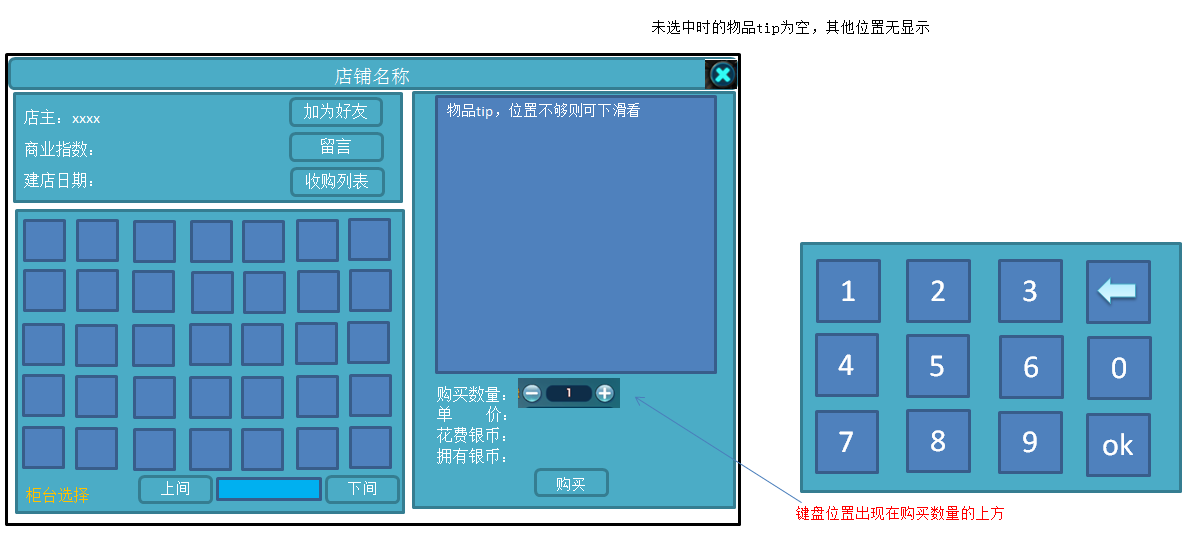 未选中时的物品tip为空，其他位置无显示
店铺名称
店主：xxxx
加为好友
商业指数：
留言
建店日期：
收购列表
物品tip，位置不够则可下滑看
购买数量：
1
单 价：
花费银币：
拥有银币：
购买
柜台选择
上间
下间
1 2 3
4 5 6 0
7 8 9 ok
键盘位置出现在购买数量的上方